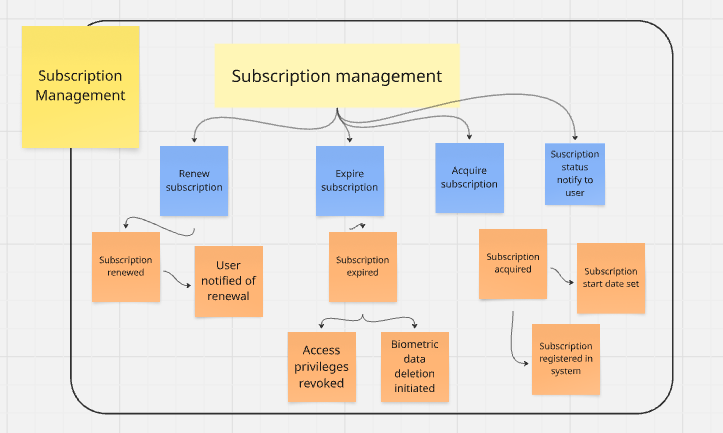 Subscription
Management
Subscription management
Renew
subscription
Expire
subscription
Acquire
subscription
Suscription
status
notify to
user
Subscription
renewed
User
notified of
renewal
Subscription
expired
Subscription
acquired
Subscription
start date set
Access
privileges
revoked
Biometric
data
deletion
initiated
Subscription
registered in
system